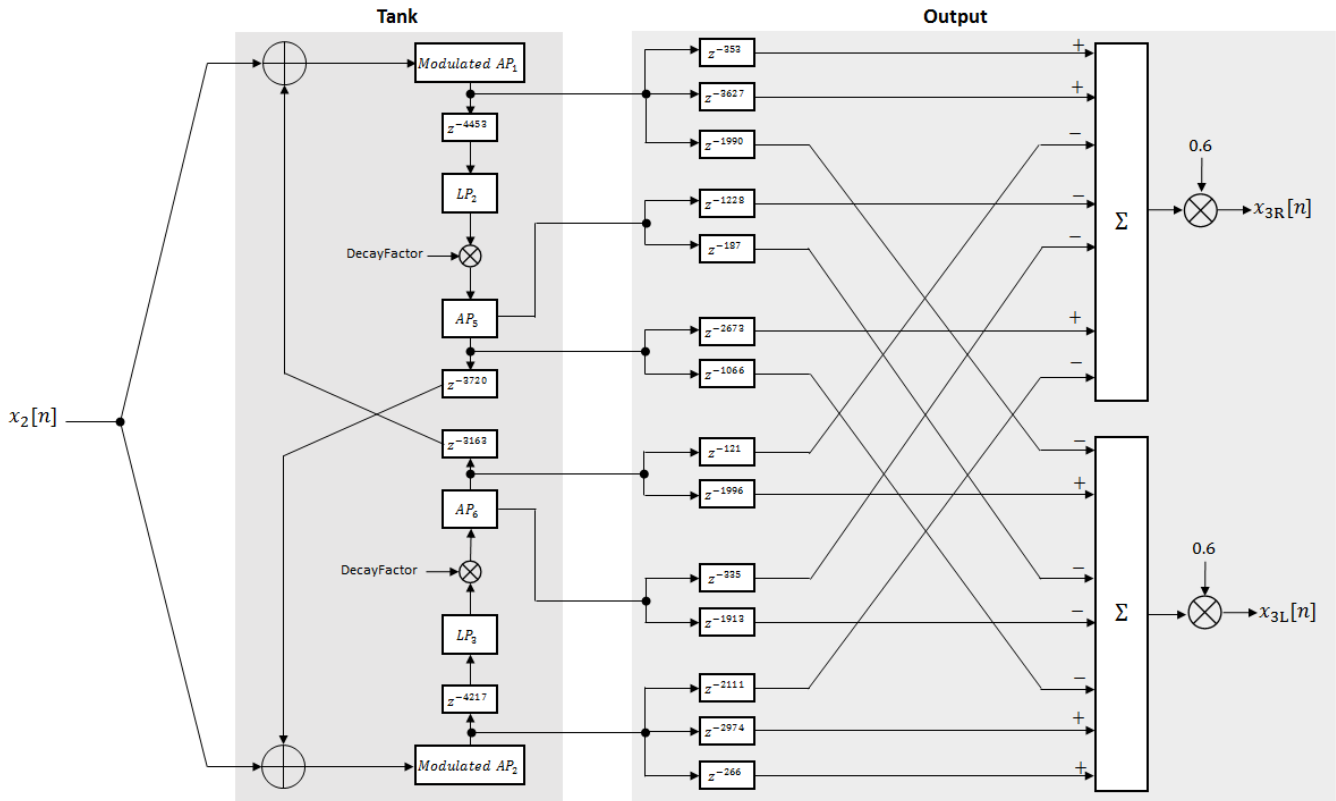 Tank
Output
Modulated AP₁
z⁻³⁵³
+
z⁻³⁶²⁷
+
z⁻⁴⁴⁵³
z⁻¹⁹⁹⁰
−
0.6
LP₂
z⁻¹²²⁸
−
Σ
x₃R[n]
DecayFactor
z⁻¹⁸⁷
−
AP₅
z⁻²⁶⁷³
+
z⁻³⁷²⁰
z⁻¹⁰⁶⁶
−
x₂[n]
z⁻³¹⁶³
z⁻¹²¹
−
z⁻¹⁹⁹⁶
+
AP₆
0.6
DecayFactor
z⁻³³⁵
−
z⁻¹⁹¹³
−
Σ
x₃L[n]
LP₃
z⁻⁴²¹⁷
z⁻²¹¹¹
−
z⁻²⁹⁷⁴
+
Modulated AP₂
z⁻²⁶⁶
+